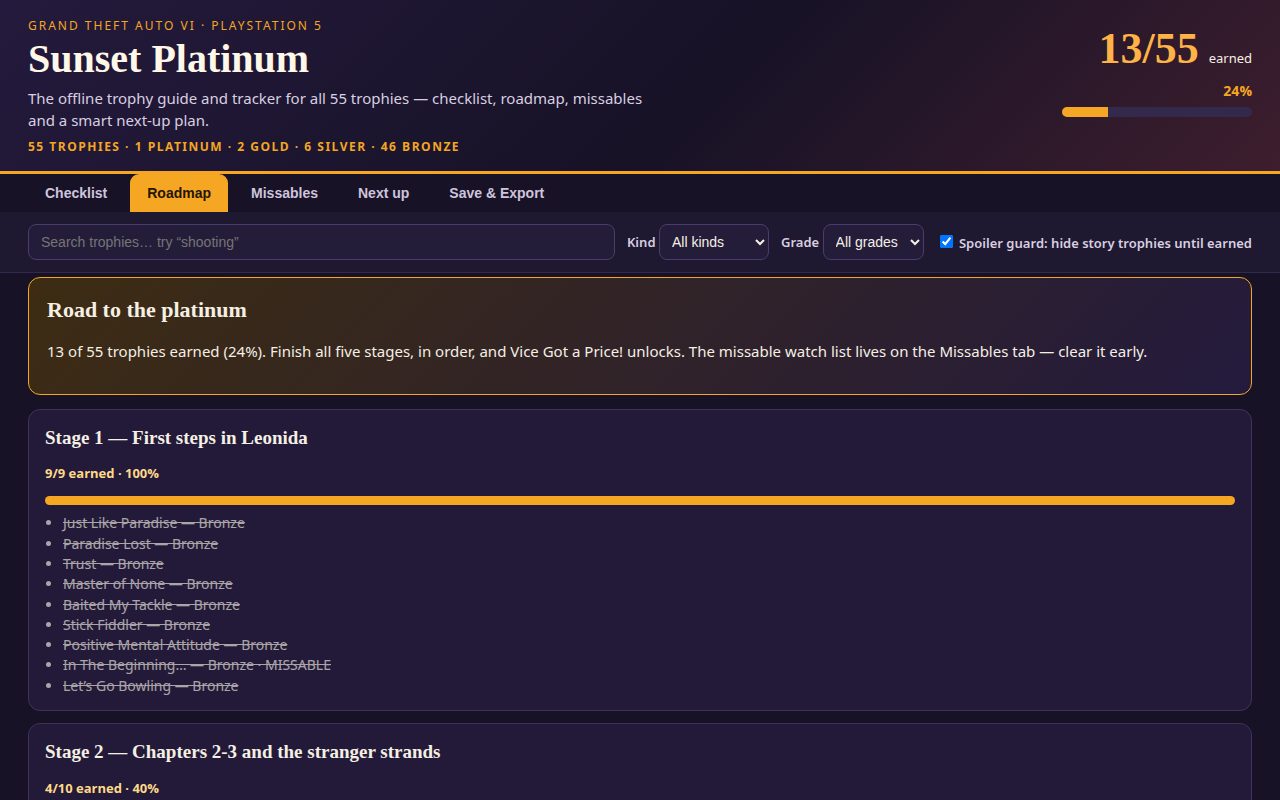 GRAND THEFT AUTO VI · PLAYSTATION 5
Sunset Platinum
The offline trophy guide and tracker for all 55 trophies — checklist, roadmap, missables
and a smart next-up plan.
55 TROPHIES · 1 PLATINUM · 2 GOLD · 6 SILVER · 46 BRONZE
13/55 earned
24%
Checklist Roadmap Missables Next up Save & Export
Search trophies… try “shooting” Kind All kinds Grade All grades Spoiler guard: hide story trophies until earned
Road to the platinum
13 of 55 trophies earned (24%). Finish all five stages, in order, and Vice Got a Price! unlocks. The missable watch list lives on the Missables tab — clear it early.
Stage 1 — First steps in Leonida
9/9 earned · 100%
Just Like Paradise — Bronze
Paradise Lost — Bronze
Trust — Bronze
Master of None — Bronze
Baited My Tackle — Bronze
Stick Fiddler — Bronze
Positive Mental Attitude — Bronze
In The Beginning… — Bronze · MISSABLE
Let's Go Bowling — Bronze
Stage 2 — Chapters 2-3 and the stranger strands
4/10 earned · 40%